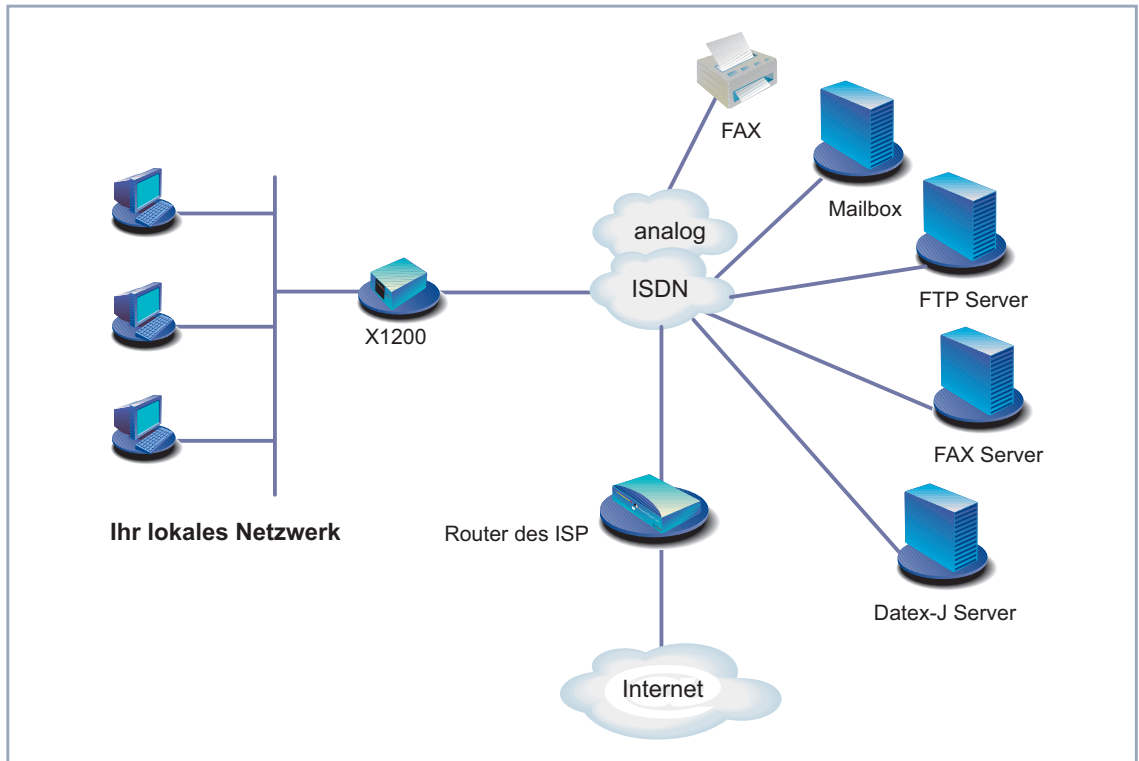 FAX
Mailbox
analog
ISDN
FTP Server
X1200
FAX Server
Ihr lokales Netzwerk
Router des ISP
Datex-J Server
Internet